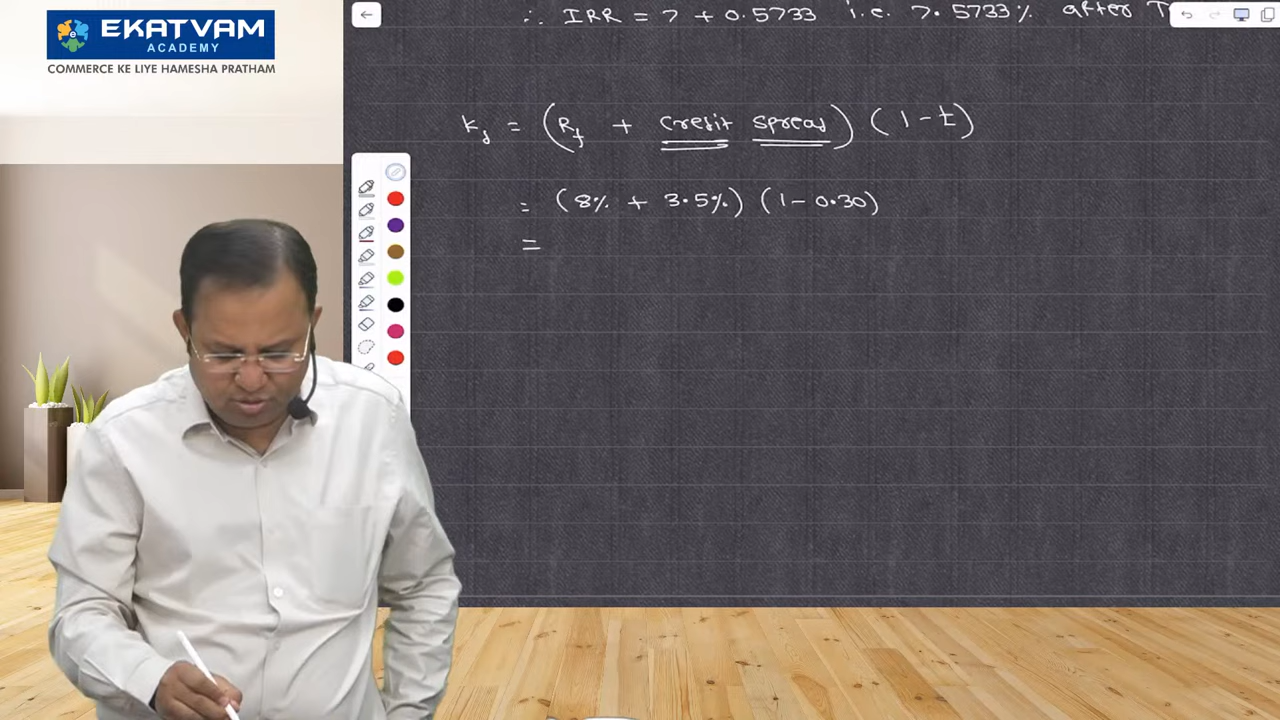 EKATVAM
ACADEMY
COMMERCE KE LIYE HAMESHA PRATHAM
∴ IRR = 7 + 0.5733 i.e. 7.5733% after
Kd = (Rf + credit spread) (1 - t)
= (8% + 3.5%) (1 - 0.30)
=